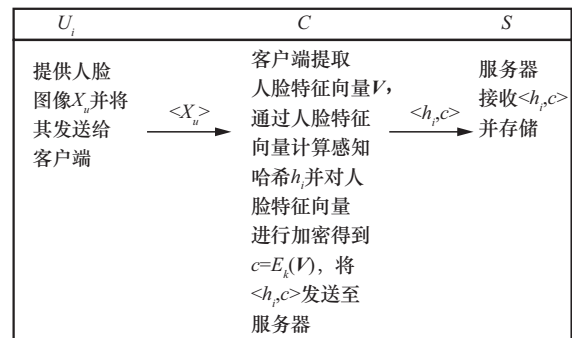 U_i C S
提供人脸
图像X_u并将
其发送给
客户端
<X_u>
客户端提取
人脸特征向量V，
通过人脸特征
向量计算感知
哈希h_i并对人
脸特征向量
进行加密得到
c=E_k(V)，将
<h_i,c>发送至
服务器
<h_i,c>
服务器
接收<h_i,c>
并存储